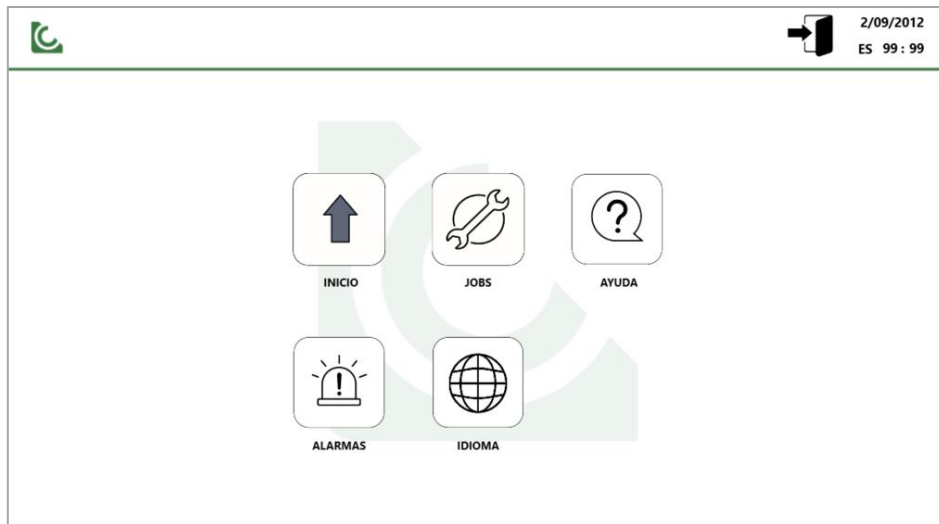 2/09/2012
ES 99 : 99
INICIO
JOBS
AYUDA
ALARMAS
IDIOMA